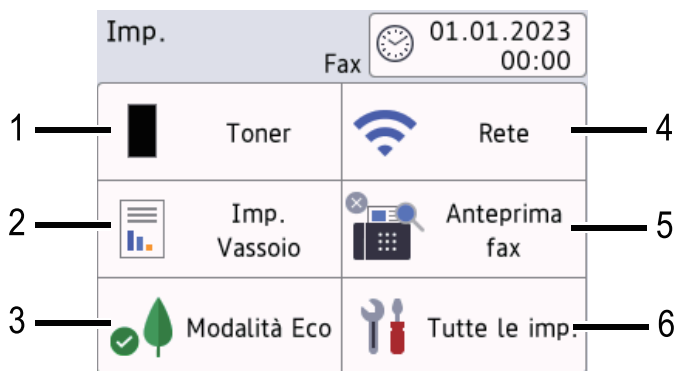 Imp.
Fax
01.01.2023
00:00
1
Toner
Rete
4
2
Imp.
Vassoio
Anteprima
fax
5
3
Modalità Eco
Tutte le imp.
6